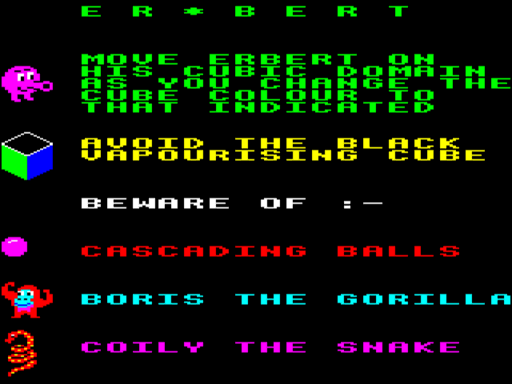 E R * B E R T
MOVE ERBERT ON
HIS CUBIC DOMAIN
AS YOU CHANGE THE
CUBE COLOUR TO
THAT INDICATED
AVOID THE BLACK
VAPOURISING CUBE
BEWARE OF :-
CASCADING BALLS
BORIS THE GORILLA
COILY THE SNAKE